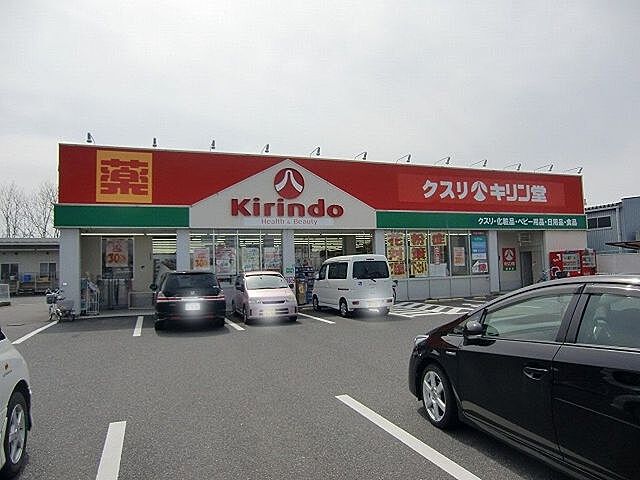 薬
Kirindo
Health & Beauty
クスリ キリン堂
クスリ・化粧品・ベビー用品・日用品・食品